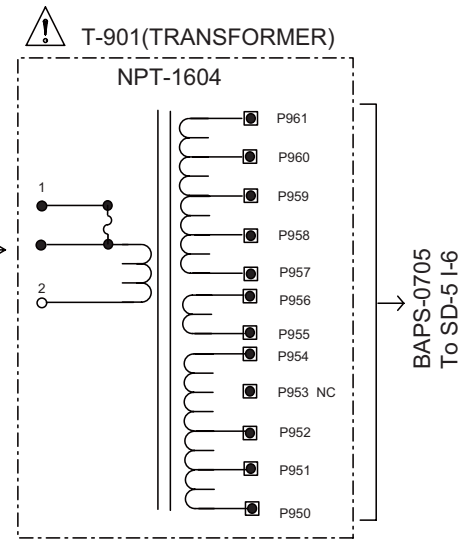 T-901(TRANSFORMER)
NPT-1604
1
2
P961
P960
P959
P958
P957
P956
P955
P954
P953 NC
P952
P951
P950
BAPS-0705
To SD-5 I-6